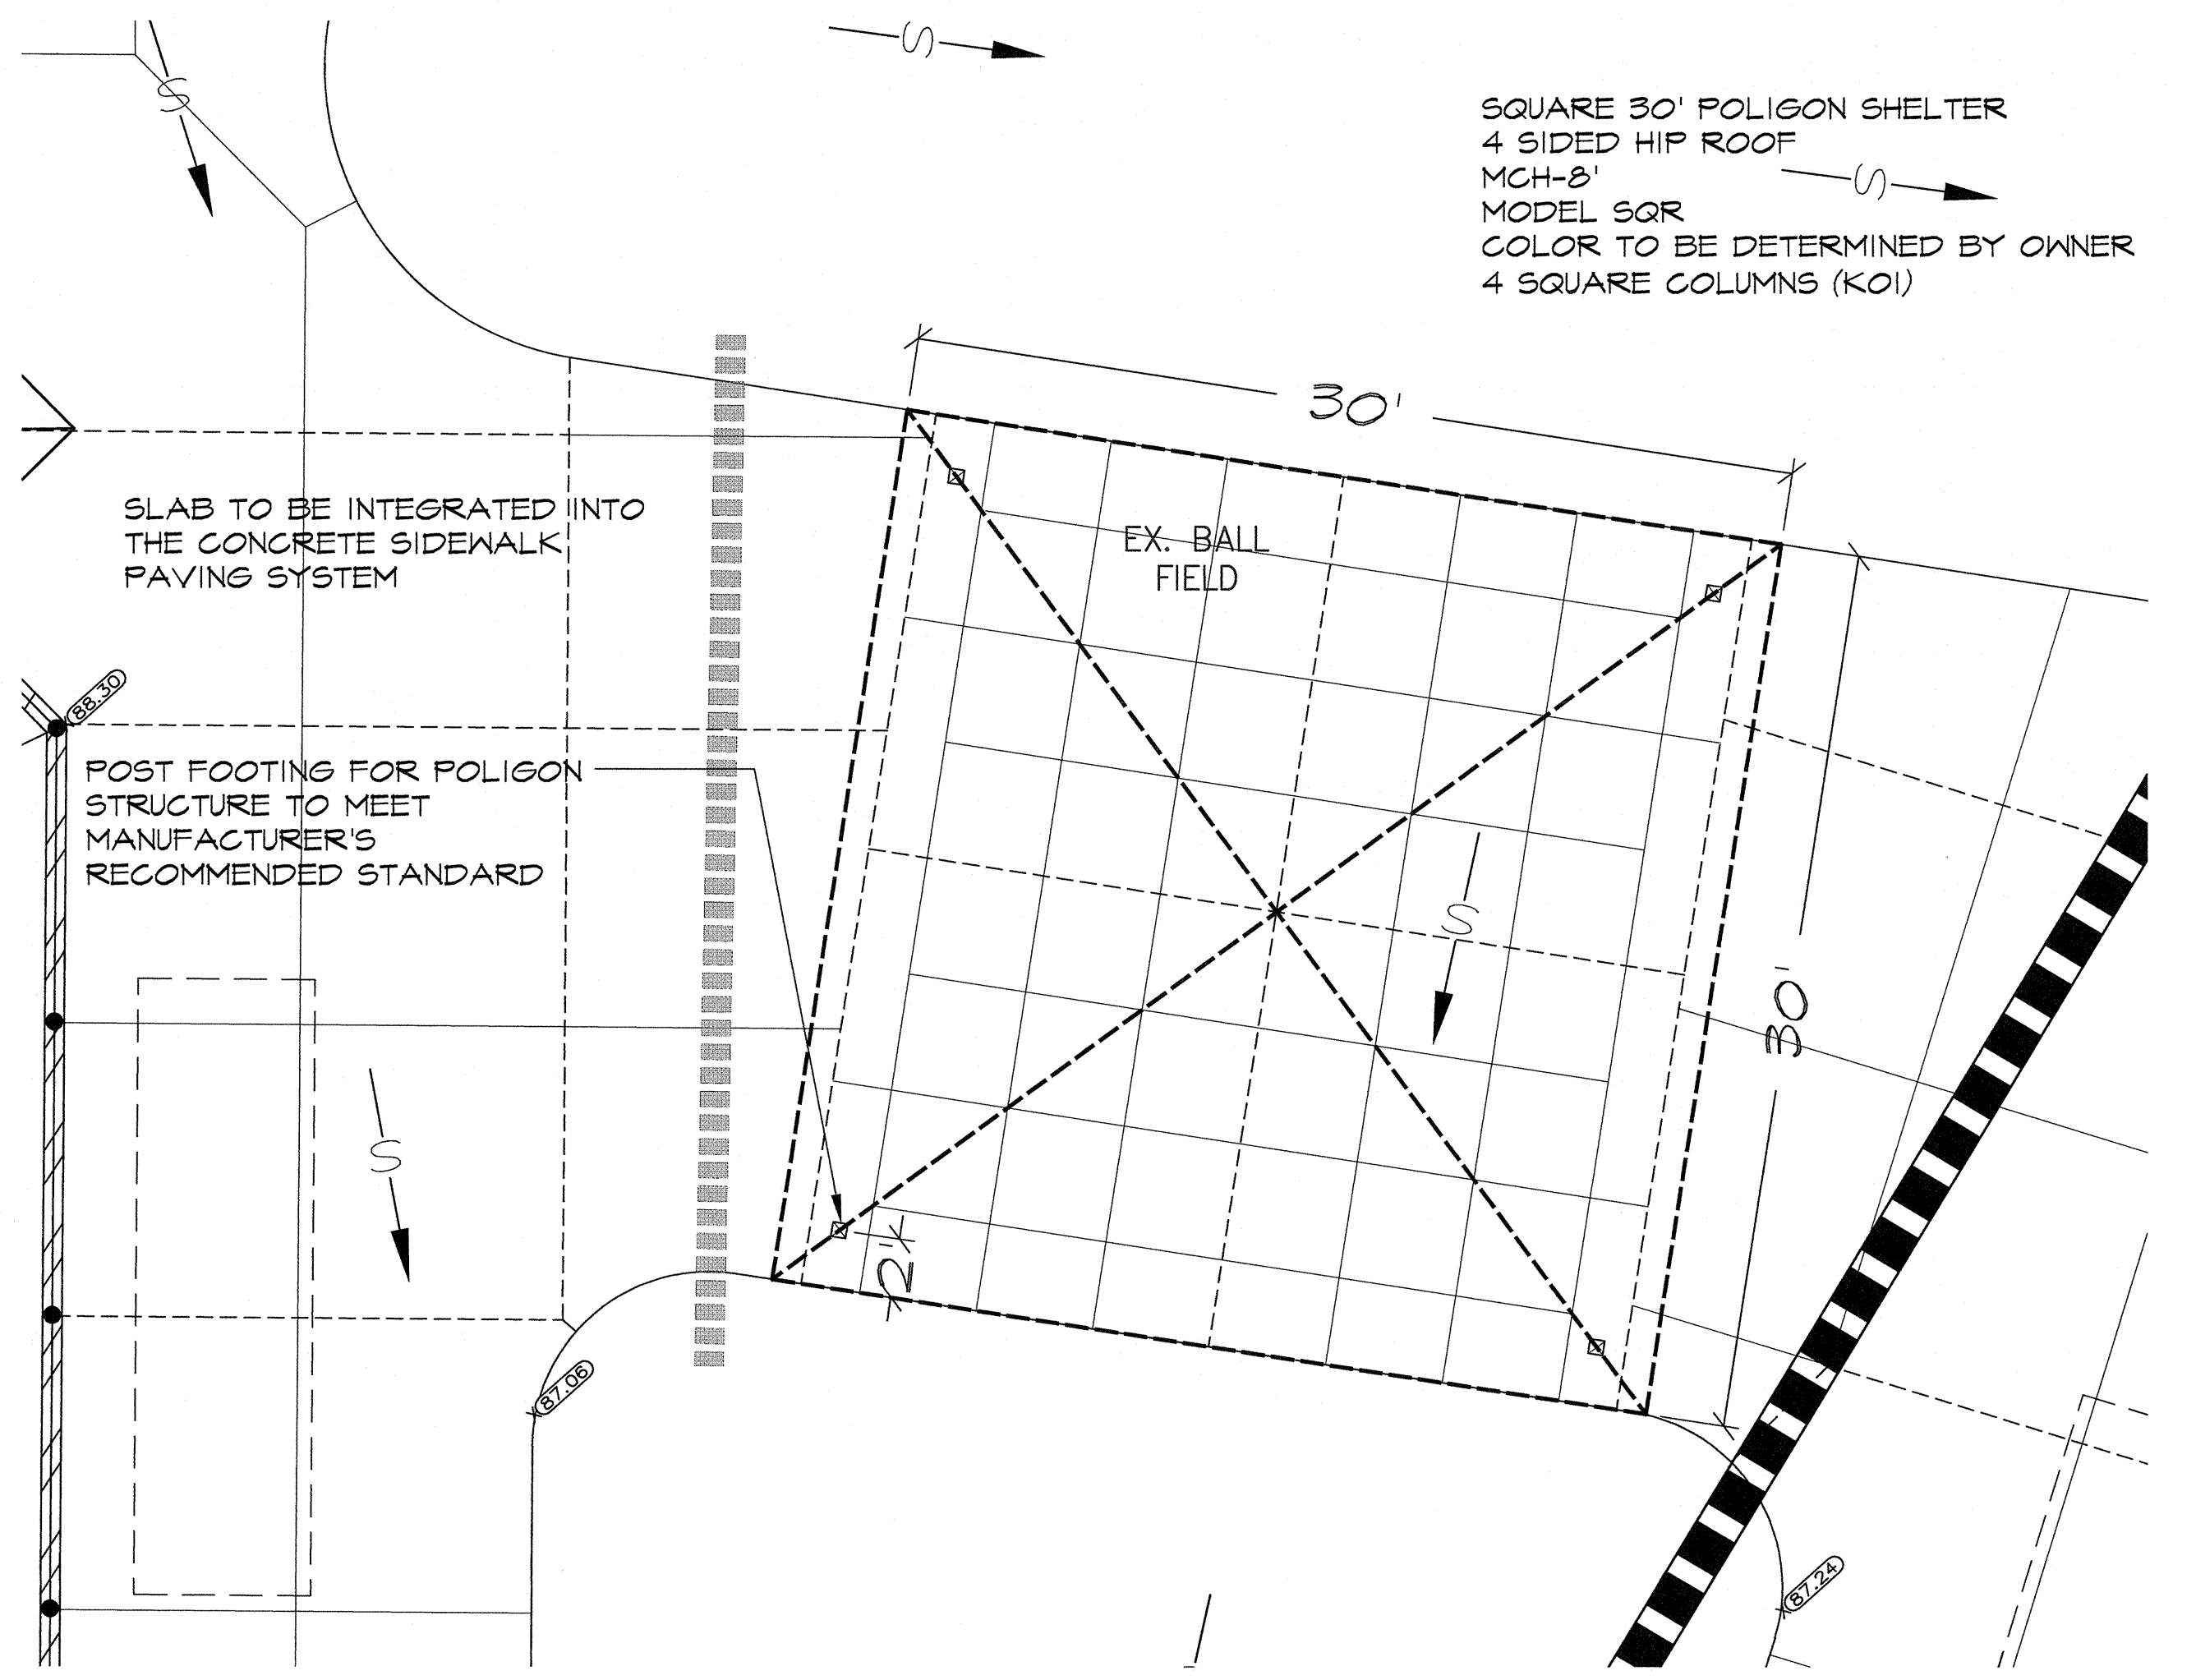 S
S
SQUARE 30' POLIGON SHELTER
4 SIDED HIP ROOF
MCH-8'
S
MODEL SQR
COLOR TO BE DETERMINED BY OWNER
4 SQUARE COLUMNS (K01)
30'
SLAB TO BE INTEGRATED INTO
THE CONCRETE SIDEWALK
PAVING SYSTEM
EX. BALL
FIELD
88.30
POST FOOTING FOR POLIGON
STRUCTURE TO MEET
MANUFACTURER'S
RECOMMENDED STANDARD
S
30'
S
2'
87.06
87.24